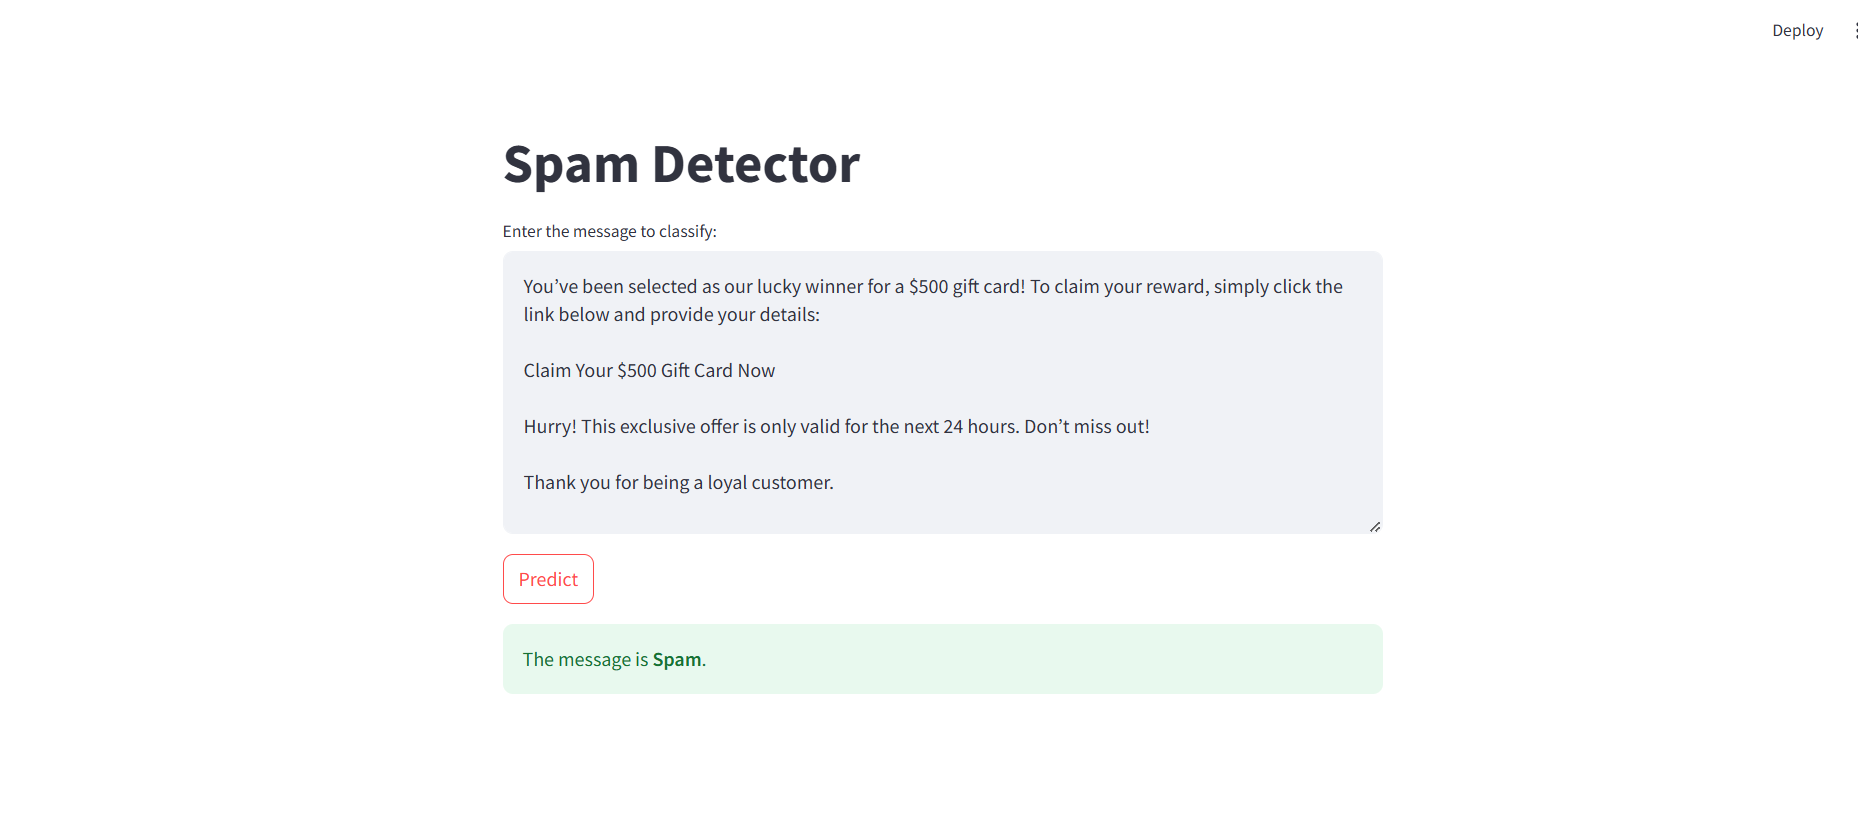 Deploy
Spam Detector
Enter the message to classify:
You’ve been selected as our lucky winner for a $500 gift card! To claim your reward, simply click the
link below and provide your details:
Claim Your $500 Gift Card Now
Hurry! This exclusive offer is only valid for the next 24 hours. Don’t miss out!
Thank you for being a loyal customer.
Predict
The message is Spam.